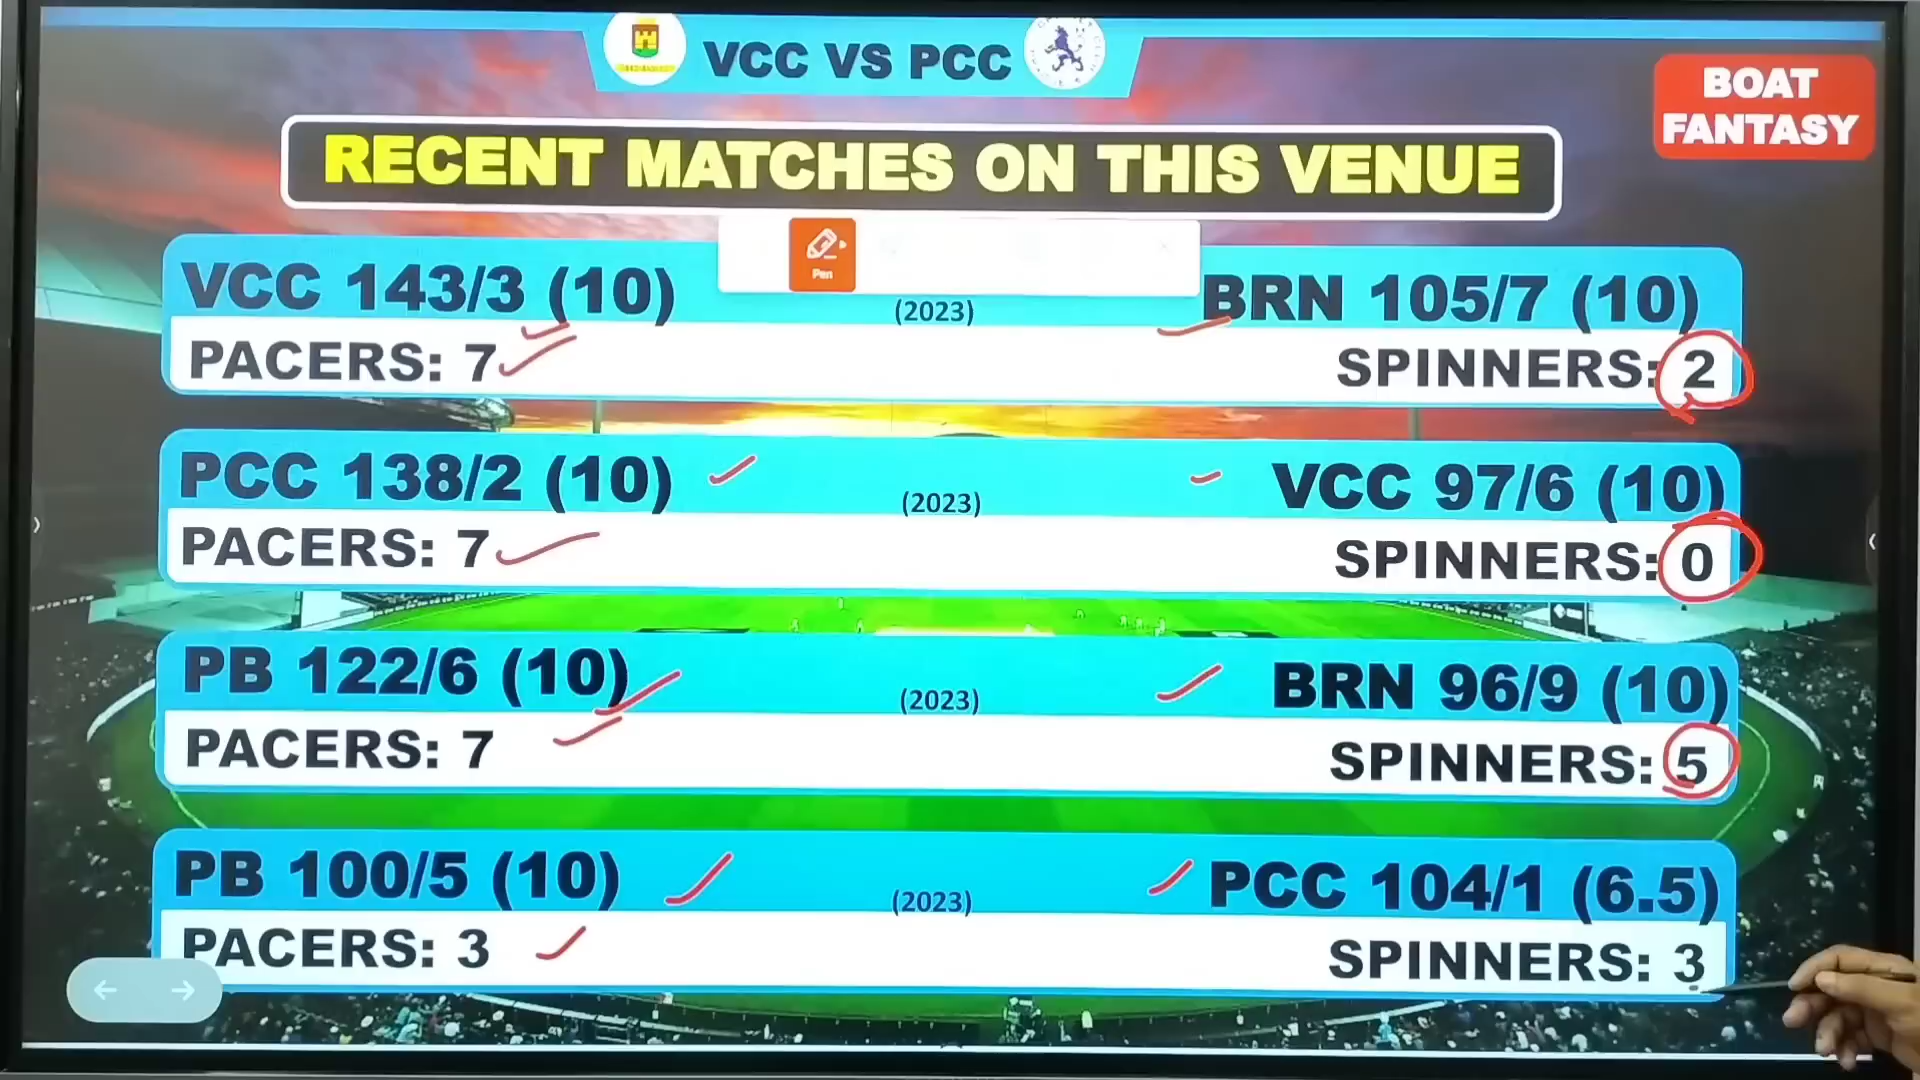 VCC VS PCC
BOAT
FANTASY
RECENT MATCHES ON THIS VENUE
Pen
VCC 143/3 (10)
(2023)
BRN 105/7 (10)
PACERS: 7
SPINNERS: 2
PCC 138/2 (10)
(2023)
VCC 97/6 (10)
PACERS: 7
SPINNERS: 0
PB 122/6 (10)
(2023)
BRN 96/9 (10)
PACERS: 7
SPINNERS: 5
PB 100/5 (10)
(2023)
PCC 104/1 (6.5)
PACERS: 3
SPINNERS: 3